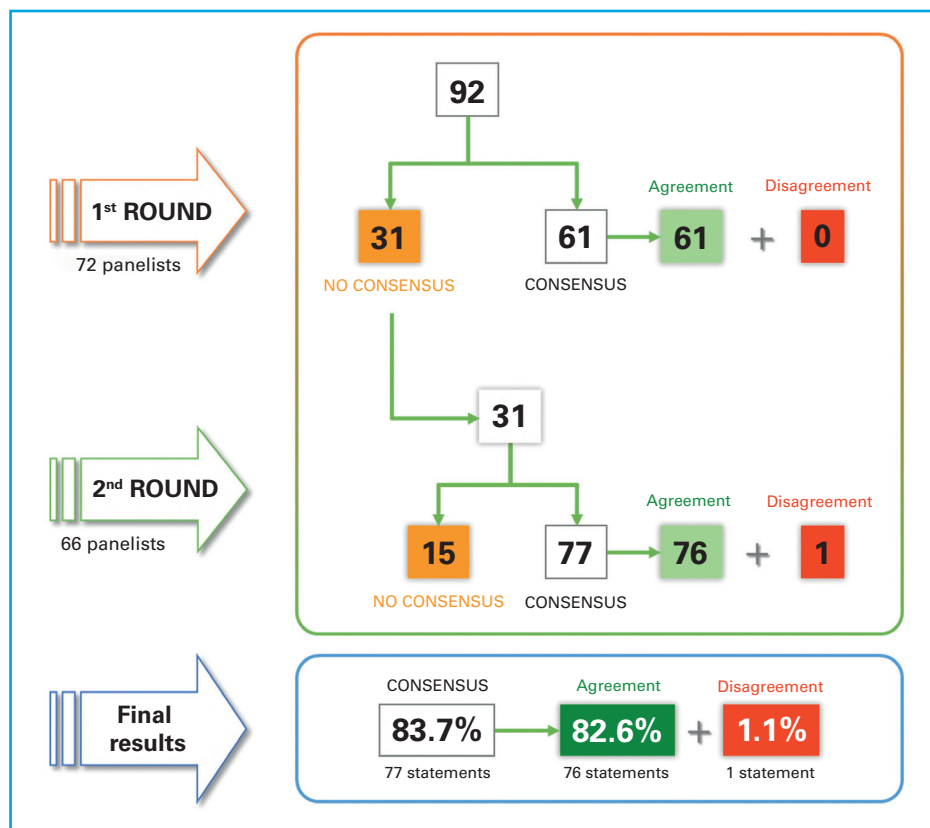 92
Agreement Disagreement
1st ROUND
31 61 61 + 0
72 panelists
NO CONSENSUS CONSENSUS
31
2nd ROUND
Agreement Disagreement
66 panelists
15 77 76 + 1
NO CONSENSUS CONSENSUS
Final
results
CONSENSUS Agreement Disagreement
83.7% 82.6% + 1.1%
77 statements 76 statements 1 statement